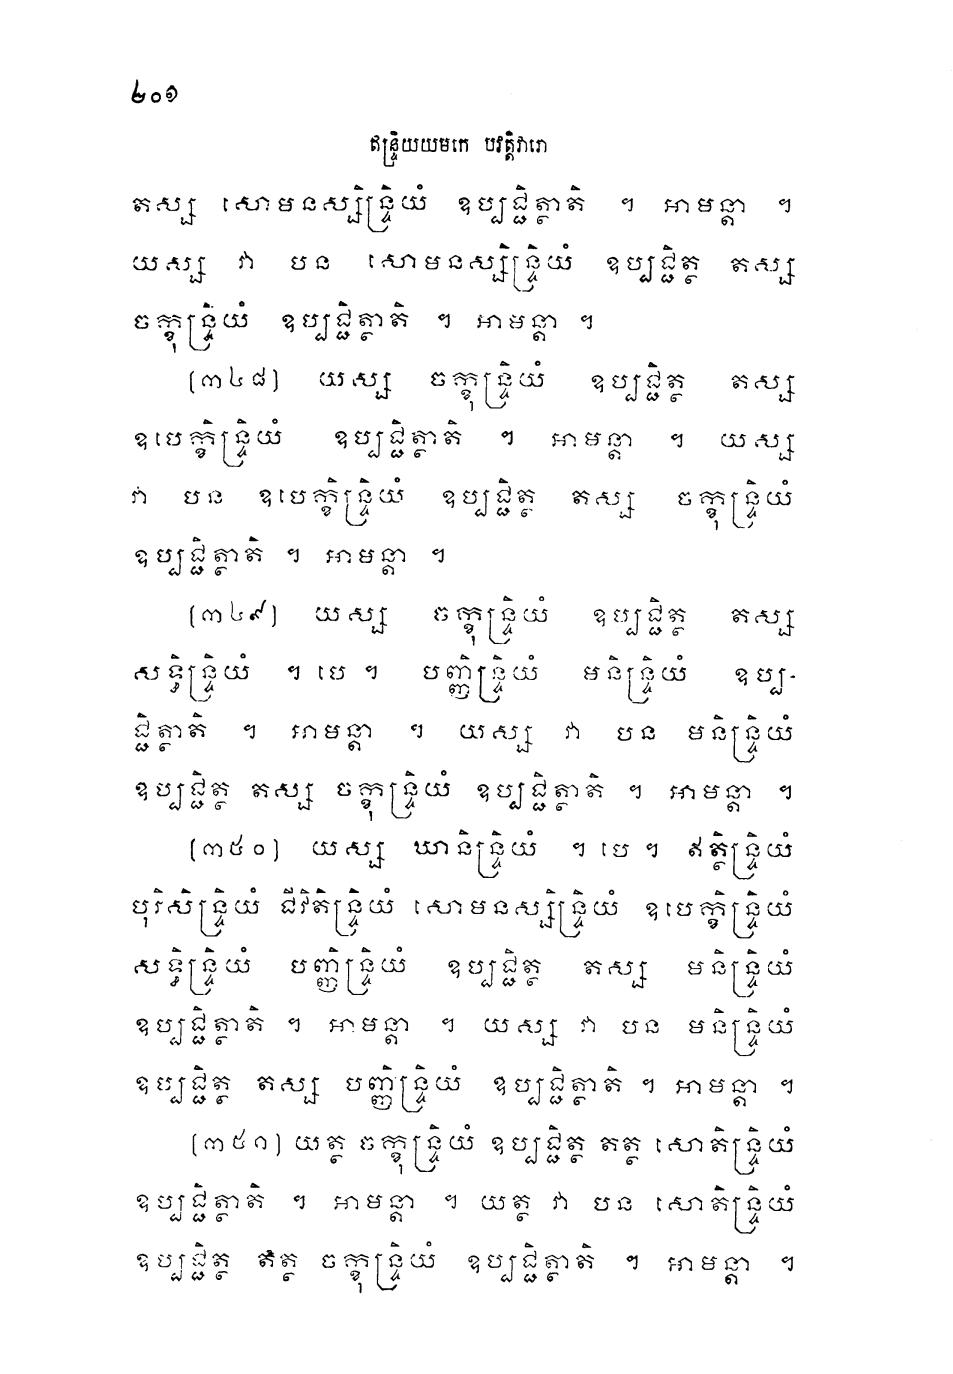 ២០១
ឥន្ទ្រិយយមកេ បវត្តិវារោ
តស្ស សោមនស្សិន្ទ្រិយំ ឧប្បជ្ជិត្ថាតិ ។ អាមន្តា ។
យស្ស វា បន សោមនស្សិន្ទ្រិយំ ឧប្បជ្ជិត្ថ តស្ស
ចក្ខុន្ទ្រិយំ ឧប្បជ្ជិត្ថាតិ ។ អាមន្តា ។
(៣៤៨) យស្ស ចក្ខុន្ទ្រិយំ ឧប្បជ្ជិត្ថ តស្ស
ឧបេក្ខិន្ទ្រិយំ ឧប្បជ្ជិត្ថាតិ ។ អាមន្តា ។ យស្ស
វា បន ឧបេក្ខិន្ទ្រិយំ ឧប្បជ្ជិត្ថ តស្ស ចក្ខុន្ទ្រិយំ
ឧប្បជ្ជិត្ថាតិ ។ អាមន្តា ។
(៣៤៩) យស្ស ចក្ខុន្ទ្រិយំ ឧប្បជ្ជិត្ថ តស្ស
សទ្ធិន្ទ្រិយំ ។ បេ ។ បញ្ញិន្ទ្រិយំ មនិន្ទ្រិយំ ឧប្ប-
ជ្ជិត្ថាតិ ។ អាមន្តា ។ យស្ស វា បន មនិន្ទ្រិយំ
ឧប្បជ្ជិត្ថ តស្ស ចក្ខុន្ទ្រិយំ ឧប្បជ្ជិត្ថាតិ ។ អាមន្តា ។
(៣៥០) យស្ស ឃានិន្ទ្រិយំ ។ បេ ។ ឥត្ថិន្ទ្រិយំ
បុរិសិន្ទ្រិយំ ជីវិតិន្ទ្រិយំ សោមនស្សិន្ទ្រិយំ ឧបេក្ខិន្ទ្រិយំ
សទ្ធិន្ទ្រិយំ បញ្ញិន្ទ្រិយំ ឧប្បជ្ជិត្ថ តស្ស មនិន្ទ្រិយំ
ឧប្បជ្ជិត្ថាតិ ។ អាមន្តា ។ យស្ស វា បន មនិន្ទ្រិយំ
ឧប្បជ្ជិត្ថ តស្ស បញ្ញិន្ទ្រិយំ ឧប្បជ្ជិត្ថាតិ ។ អាមន្តា ។
(៣៥១) យត្ថ ចក្ខុន្ទ្រិយំ ឧប្បជ្ជិត្ថ តត្ថ សោតិន្ទ្រិយំ
ឧប្បជ្ជិត្ថាតិ ។ អាមន្តា ។ យត្ថ វា បន សោតិន្ទ្រិយំ
ឧប្បជ្ជិត្ថ តត្ថ ចក្ខុន្ទ្រិយំ ឧប្បជ្ជិត្ថាតិ ។ អាមន្តា ។